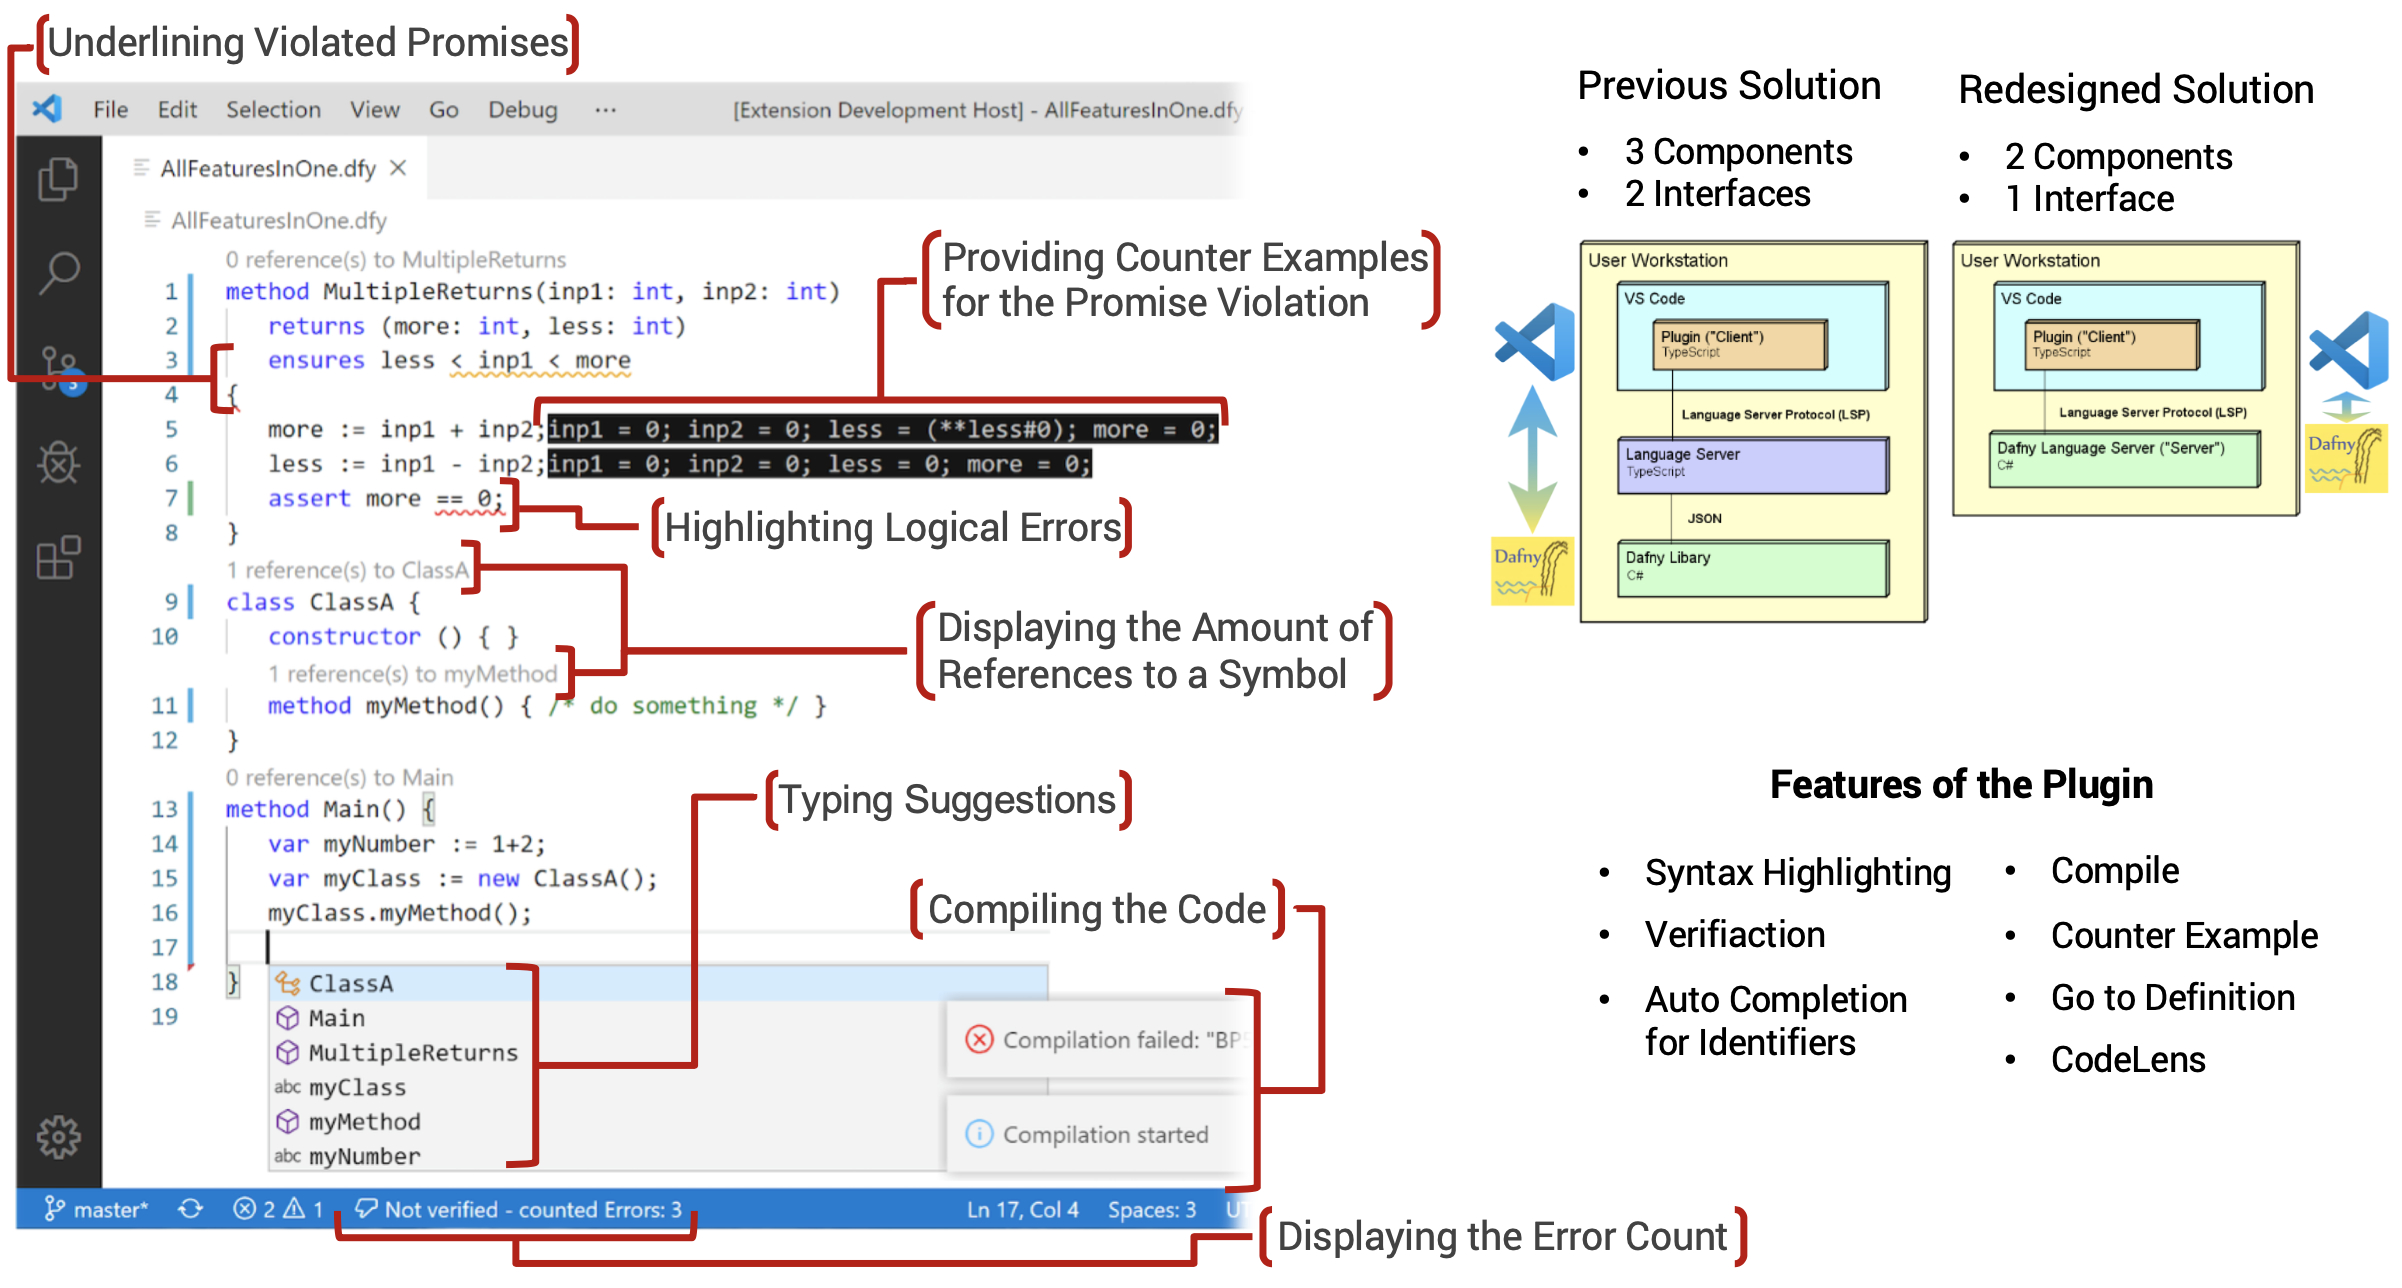 Underlining Violated Promises
File Edit Selection View Go Debug ··· [Extension Development Host] - AllFeaturesInOne.dfy
AllFeaturesInOne.dfy ×
AllFeaturesInOne.dfy
0 reference(s) to MultipleReturns
1 method MultipleReturns(inp1: int, inp2: int)
2 returns (more: int, less: int)
3 ensures less < inp1 < more
4 {
5 more := inp1 + inp2;inp1 = 0; inp2 = 0; less = (**less#0); more = 0;
6 less := inp1 - inp2;inp1 = 0; inp2 = 0; less = 0; more = 0;
7 assert more == 0;
8 }
1 reference(s) to ClassA
9 class ClassA {
10 constructor () { }
1 reference(s) to myMethod
11 method myMethod() { /* do something */ }
12 }
0 reference(s) to Main
13 method Main() {
14 var myNumber := 1+2;
15 var myClass := new ClassA();
16 myClass.myMethod();
17
18 }
19
ClassA
Main
MultipleReturns
abc myClass
myMethod
abc myNumber
Compilation failed: "BP
Compilation started
master* 2 1 Not verified - counted Errors: 3 Ln 17, Col 4 Spaces: 3 UT
Providing Counter Examples
for the Promise Violation
Highlighting Logical Errors
Displaying the Amount of
References to a Symbol
Typing Suggestions
Compiling the Code
Displaying the Error Count
Previous Solution
• 3 Components
• 2 Interfaces
User Workstation
VS Code
Plugin ("Client")
TypeScript
Language Server Protocol (LSP)
Language Server
TypeScript
JSON
Dafny Libary
C#
Dafny
Redesigned Solution
• 2 Components
• 1 Interface
User Workstation
VS Code
Plugin ("Client")
TypeScript
Language Server Protocol (LSP)
Dafny Language Server ("Server")
C#
Dafny
Features of the Plugin
• Syntax Highlighting
• Verifiaction
• Auto Completion
for Identifiers
• Compile
• Counter Example
• Go to Definition
• CodeLens